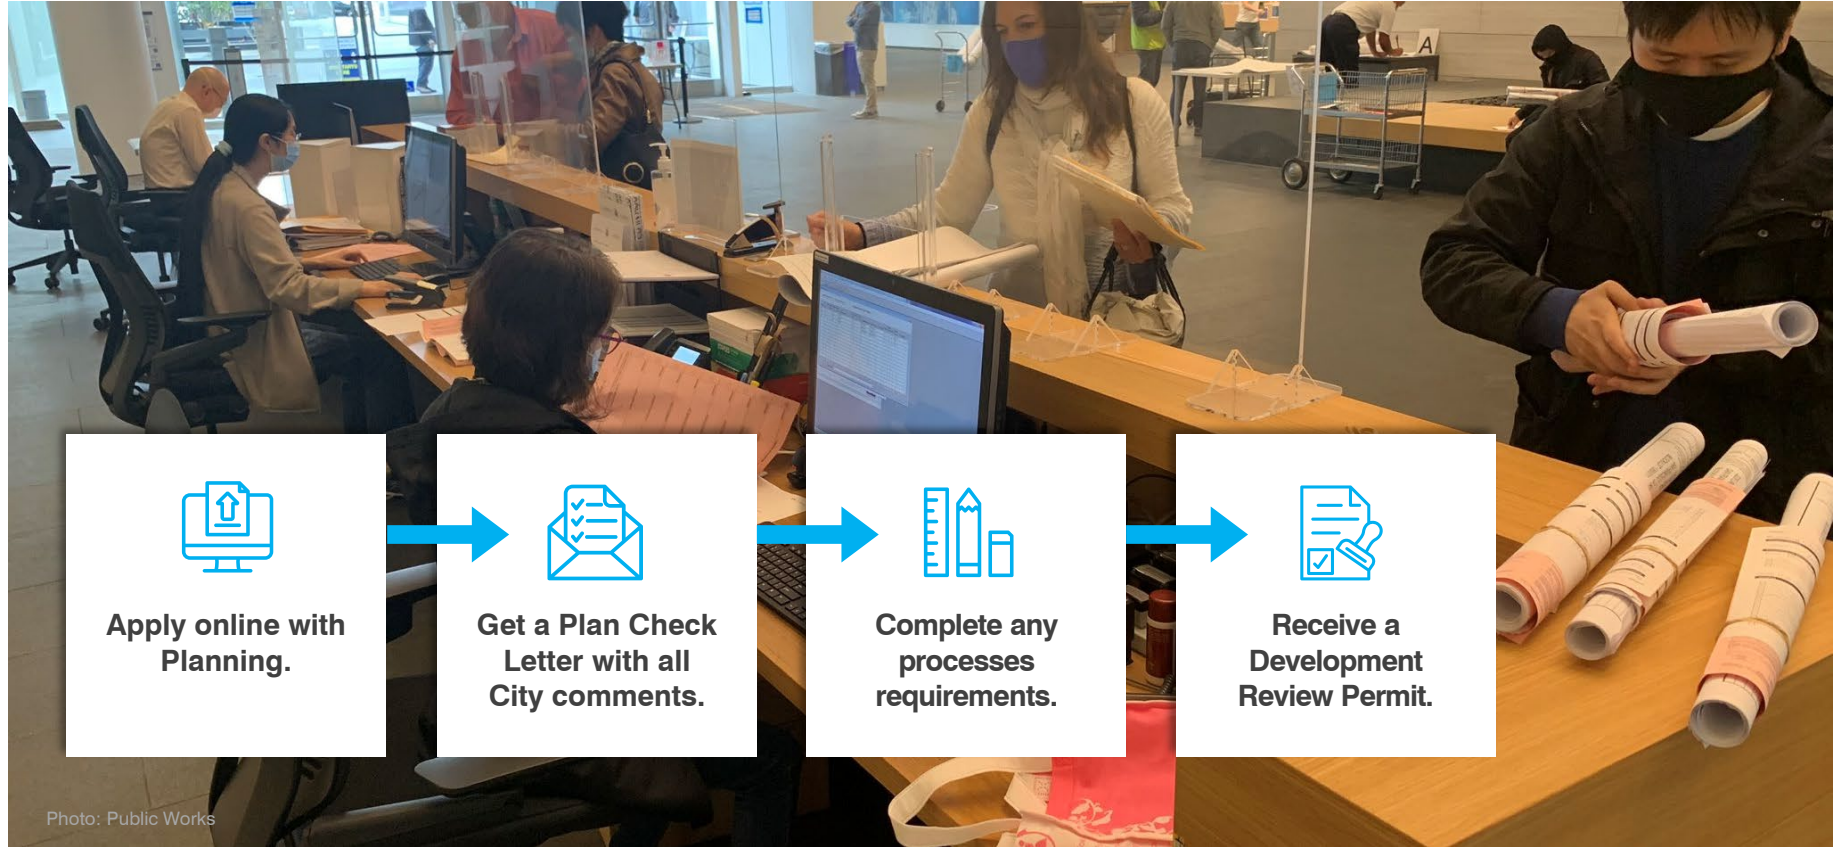 A
Apply online with
Planning.
Get a Plan Check
Letter with all
City comments.
Complete any
processes
requirements.
Receive a
Development
Review Permit.
Photo: Public Works